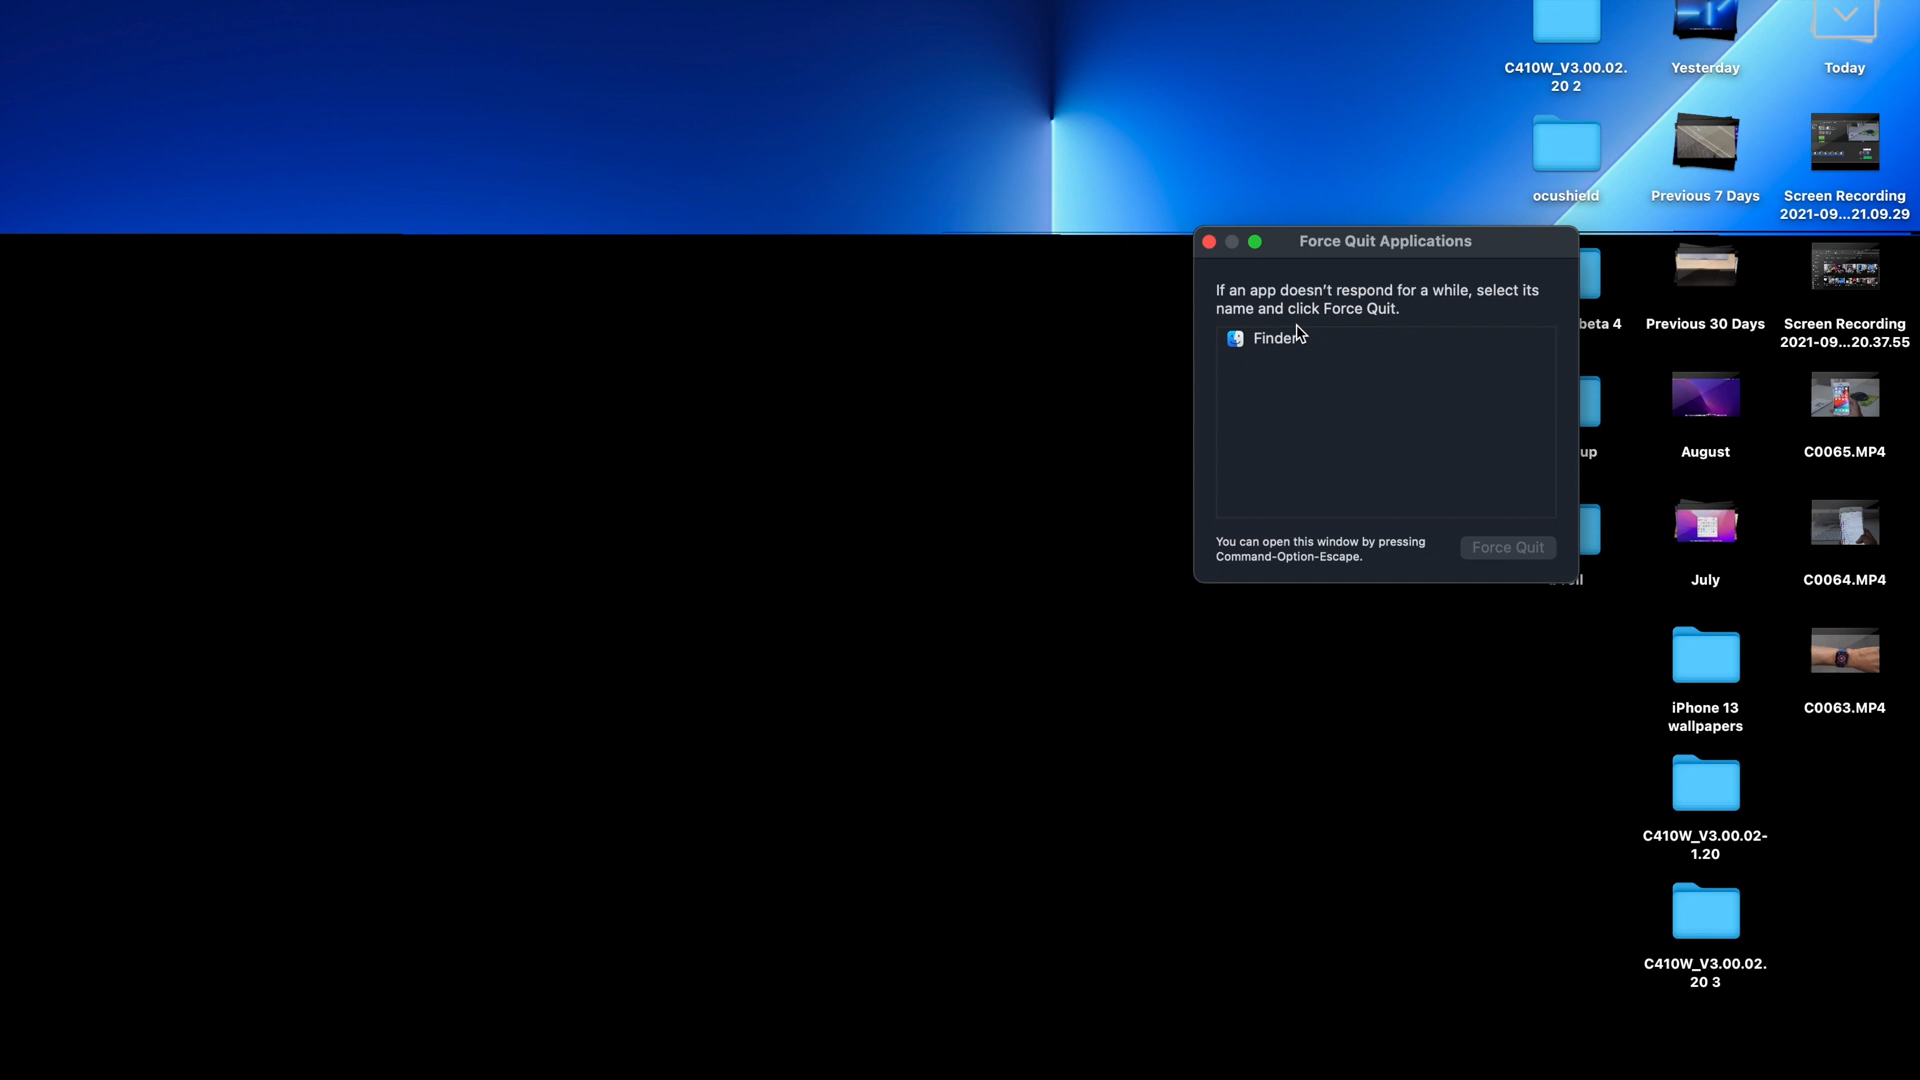 C410W_V3.00.02.
20 2
Yesterday
Today
ocushield
Previous 7 Days
Screen Recording
2021-09...21.09.29
Force Quit Applications
If an app doesn't respond for a while, select its
name and click Force Quit.
Finder
You can open this window by pressing
Command-Option-Escape.
Force Quit
beta 4
Previous 30 Days
Screen Recording
2021-09...20.37.55
up
August
C0065.MP4
July
C0064.MP4
iPhone 13
wallpapers
C0063.MP4
C410W_V3.00.02-
1.20
C410W_V3.00.02.
20 3